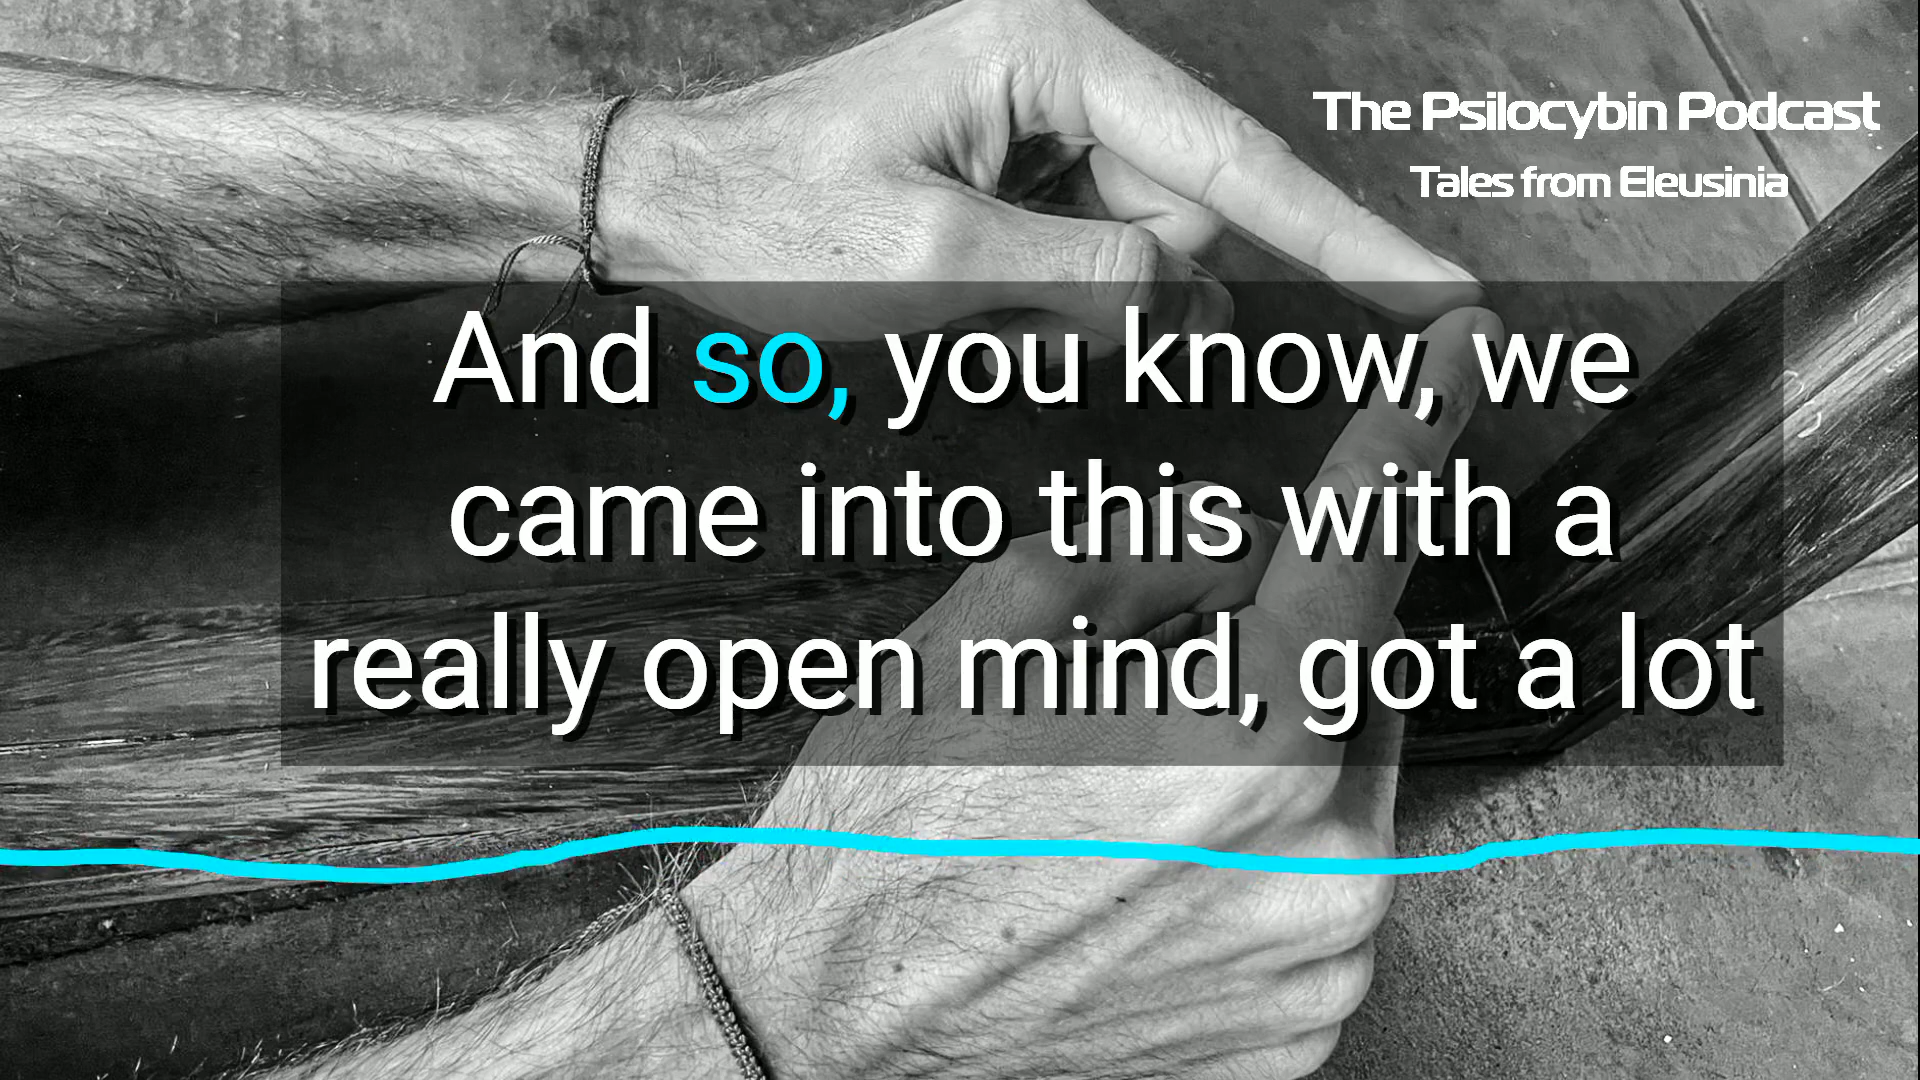 The Psilocybin Podcast
Tales from Eleusinia
And so, you know, we
came into this with a
really open mind, got a lot